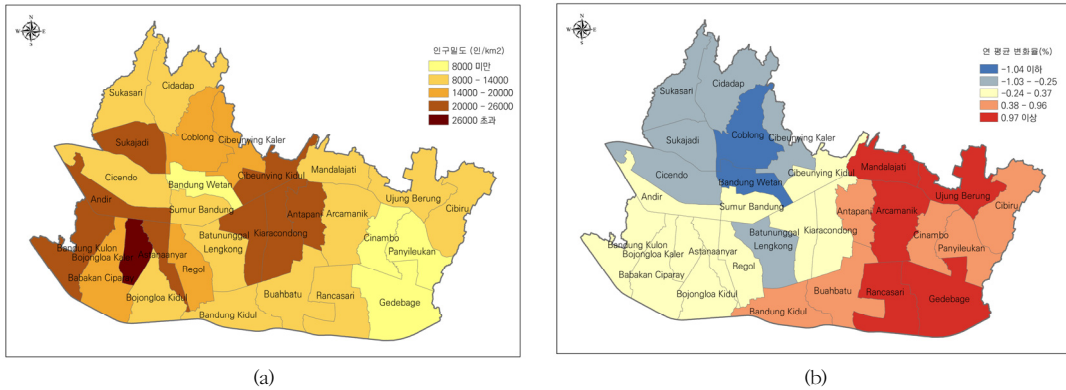 N
W
E
S
인구밀도 (인/km2)
8000 미만
8000 - 14000
14000 - 20000
20000 - 26000
26000 초과
Cidadap
Sukasari
Coblong
Sukajadi
Cibeunying Kaler
Cicendo
Bandung Wetan
Cibeunying Kidul
Mandalajati
Ujung Berung
Cibiru
Andir
Sumur Bandung
Antapani
Arcamanik
Batununggal
Kiaracondong
Cinambo
Bandung Kulon
Astanaanyar
Lengkong
Panyileukan
Bojongloa Kaler
Regol
Babakan Ciparay
Bojongloa Kidul
Buahbatu
Rancasari
Gedebage
Bandung Kidul
(a)
N
W
E
S
연 평균 변화율(%)
-1.04 이하
-1.03 - -0.25
-0.24 - 0.37
0.38 - 0.96
0.97 이상
Cidadap
Sukasari
Coblong
Cibeunying Kaler
Sukajadi
Mandalajati
Cicendo
Cibeunying Kidul
Bandung Wetan
Ujung Berung
Cibiru
Andir
Sumur Bandung
Antapani
Arcamanik
Batununggal
Kiaracondong
Cinambo
Bandung Kulon
Astanaanyar
Lengkong
Panyileukan
Bojongloa Kaler
Regol
Babakan Ciparay
Bojongloa Kidul
Buahbatu
Rancasari
Gedebage
Bandung Kidul
(b)